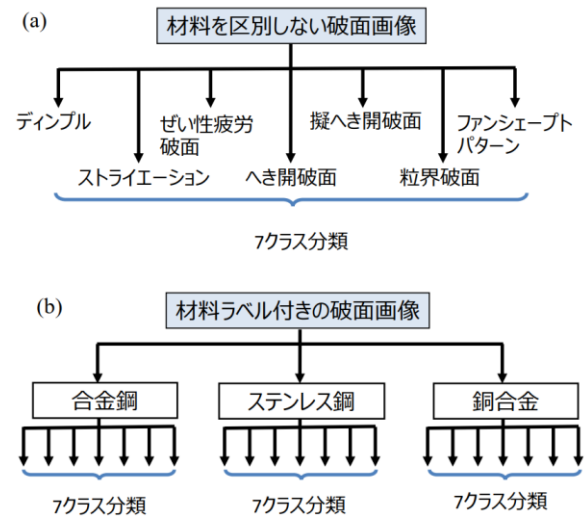 (a)
材料を区別しない破面画像
ディンプル
ぜい性疲労
破面
擬へき開破面
ファンシェープト
パターン
ストライエーション
へき開破面
粒界破面
7クラス分類
(b)
材料ラベル付きの破面画像
合金鋼
ステンレス鋼
銅合金
7クラス分類
7クラス分類
7クラス分類